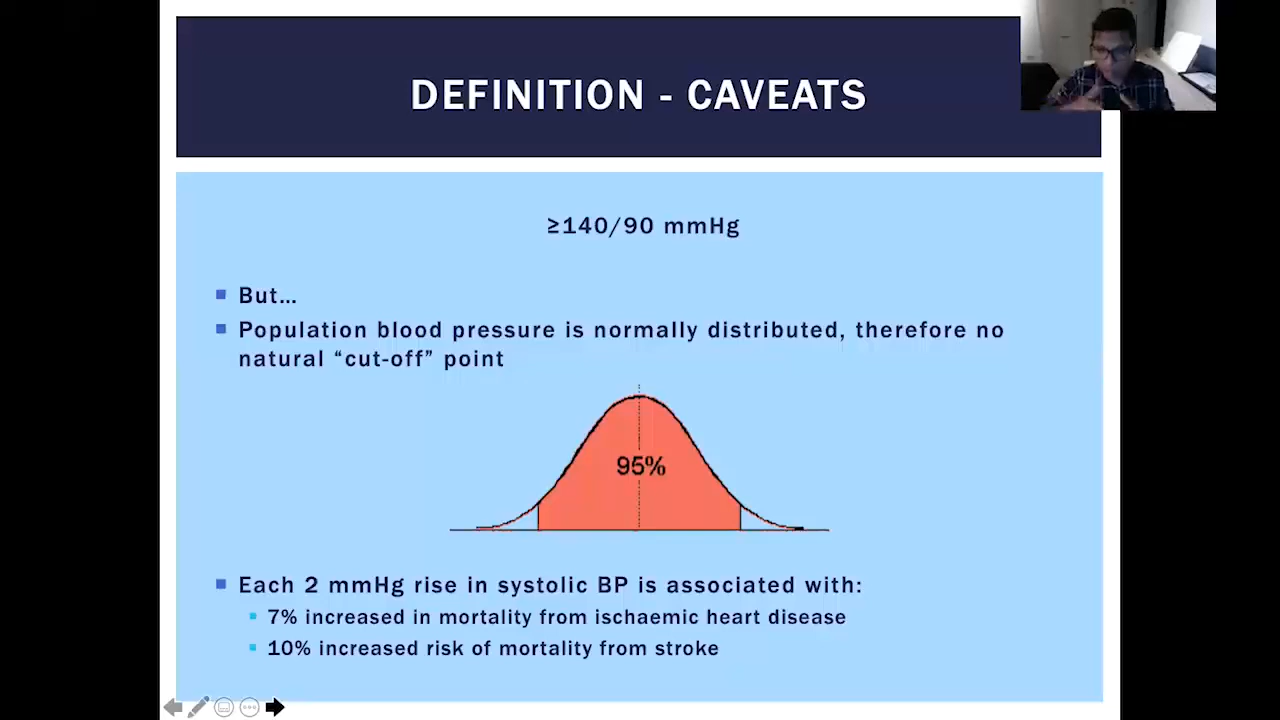 DEFINITION - CAVEATS
≥140/90 mmHg
But…
Population blood pressure is normally distributed, therefore no
natural “cut-off” point
95%
Each 2 mmHg rise in systolic BP is associated with:
7% increased in mortality from ischaemic heart disease
10% increased risk of mortality from stroke